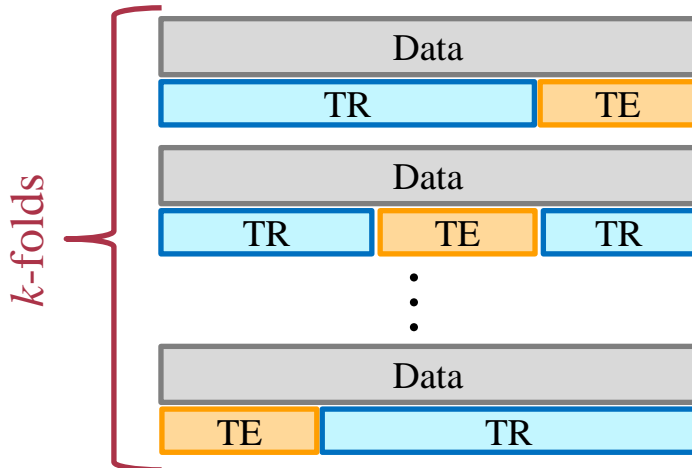 k-folds
Data
TR TE
Data
TR TE TR
Data
TE TR